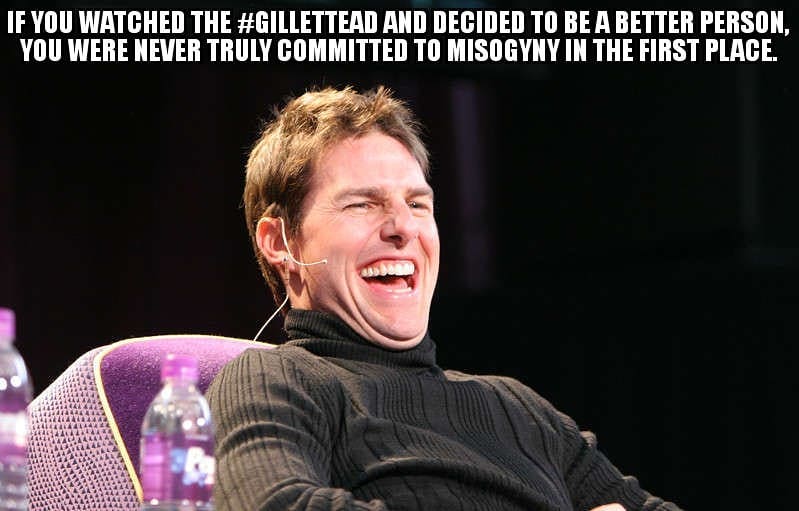 IF YOU WATCHED THE #GILLETTEAD AND DECIDED TO BE A BETTER PERSON,
YOU WERE NEVER TRULY COMMITTED TO MISOGYNY IN THE FIRST PLACE.